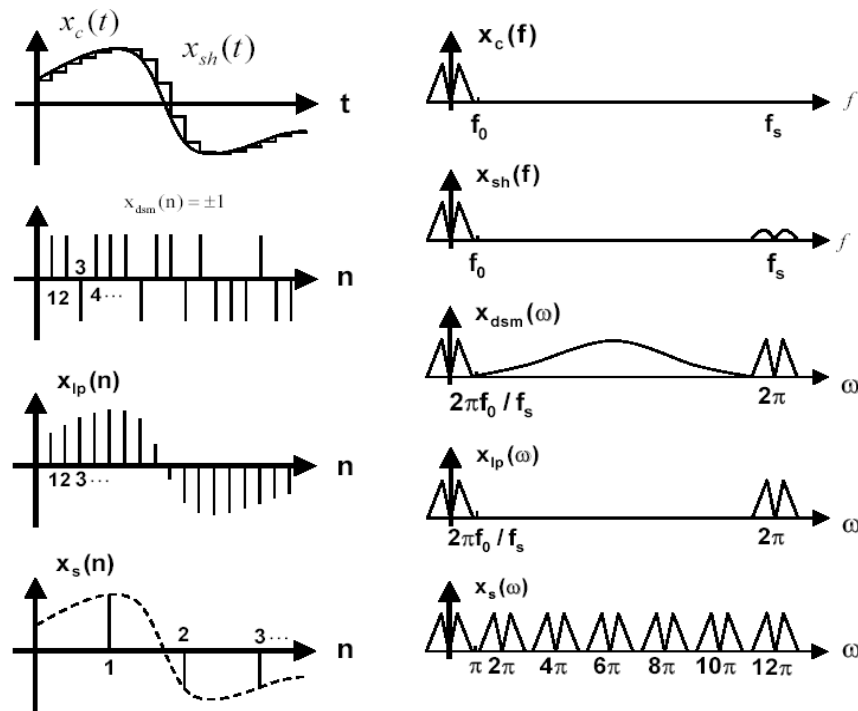 x_c(t)
x_sh(t)
t
x_dsm(n) = ±1
3
n
12 4...
x_lp(n)
n
12 3...
x_s(n)
2 3...
n
1
x_c(f)
f
f_0 f_s
x_sh(f)
f
f_0 f_s
x_dsm(ω)
2πf_0 / f_s 2π ω
x_lp(ω)
2πf_0 / f_s 2π ω
x_s(ω)
π 2π 4π 6π 8π 10π 12π ω